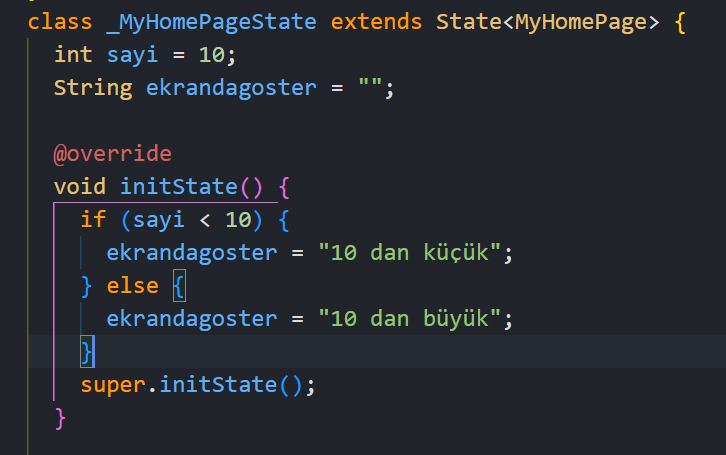 class _MyHomePageState extends State<MyHomePage> {
  int sayi = 10;
  String ekrandagoster = "";

  @override
  void initState() {
    if (sayi < 10) {
      ekrandagoster = "10 dan küçük";
    } else {
      ekrandagoster = "10 dan büyük";
    }
    super.initState();
  }